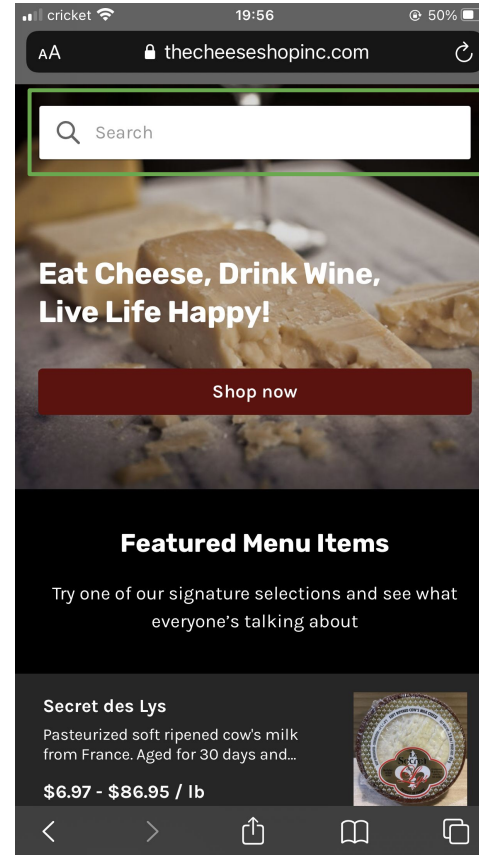 cricket 19:56 50%
AA thecheeseshopinc.com
Search
Eat Cheese, Drink Wine,
Live Life Happy!
Shop now
Featured Menu Items
Try one of our signature selections and see what
everyone's talking about
Secret des Lys
Pasteurized soft ripened cow's milk
from France. Aged for 30 days and...
$6.97 - $86.95 / lb
Secret